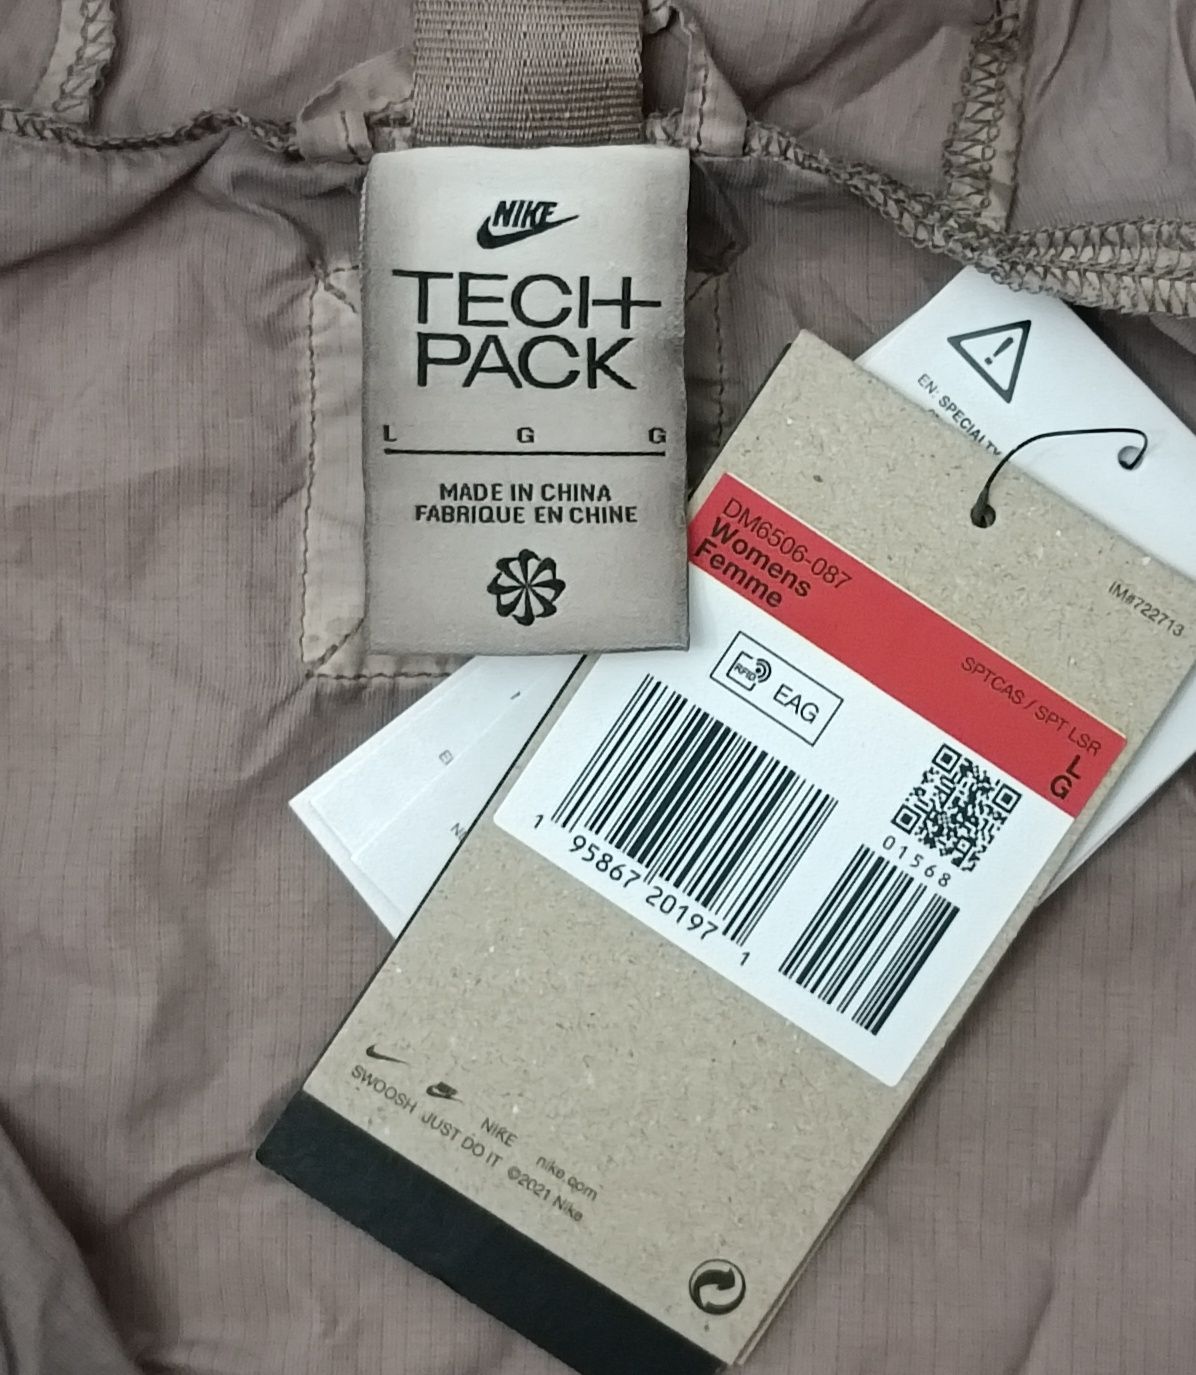 NIKE
TECH
PACK
L G G
MADE IN CHINA
FABRIQUE EN CHINE
EN: SPECIALTY
IM#722713
DM6506-087
Womens
Femme
SPTCAS / SPT LSR
L
G
RFID
EAG
01568
1 95867 20197 1
NIKE nike.com
SWOOSH JUST DO IT ©2021 Nike